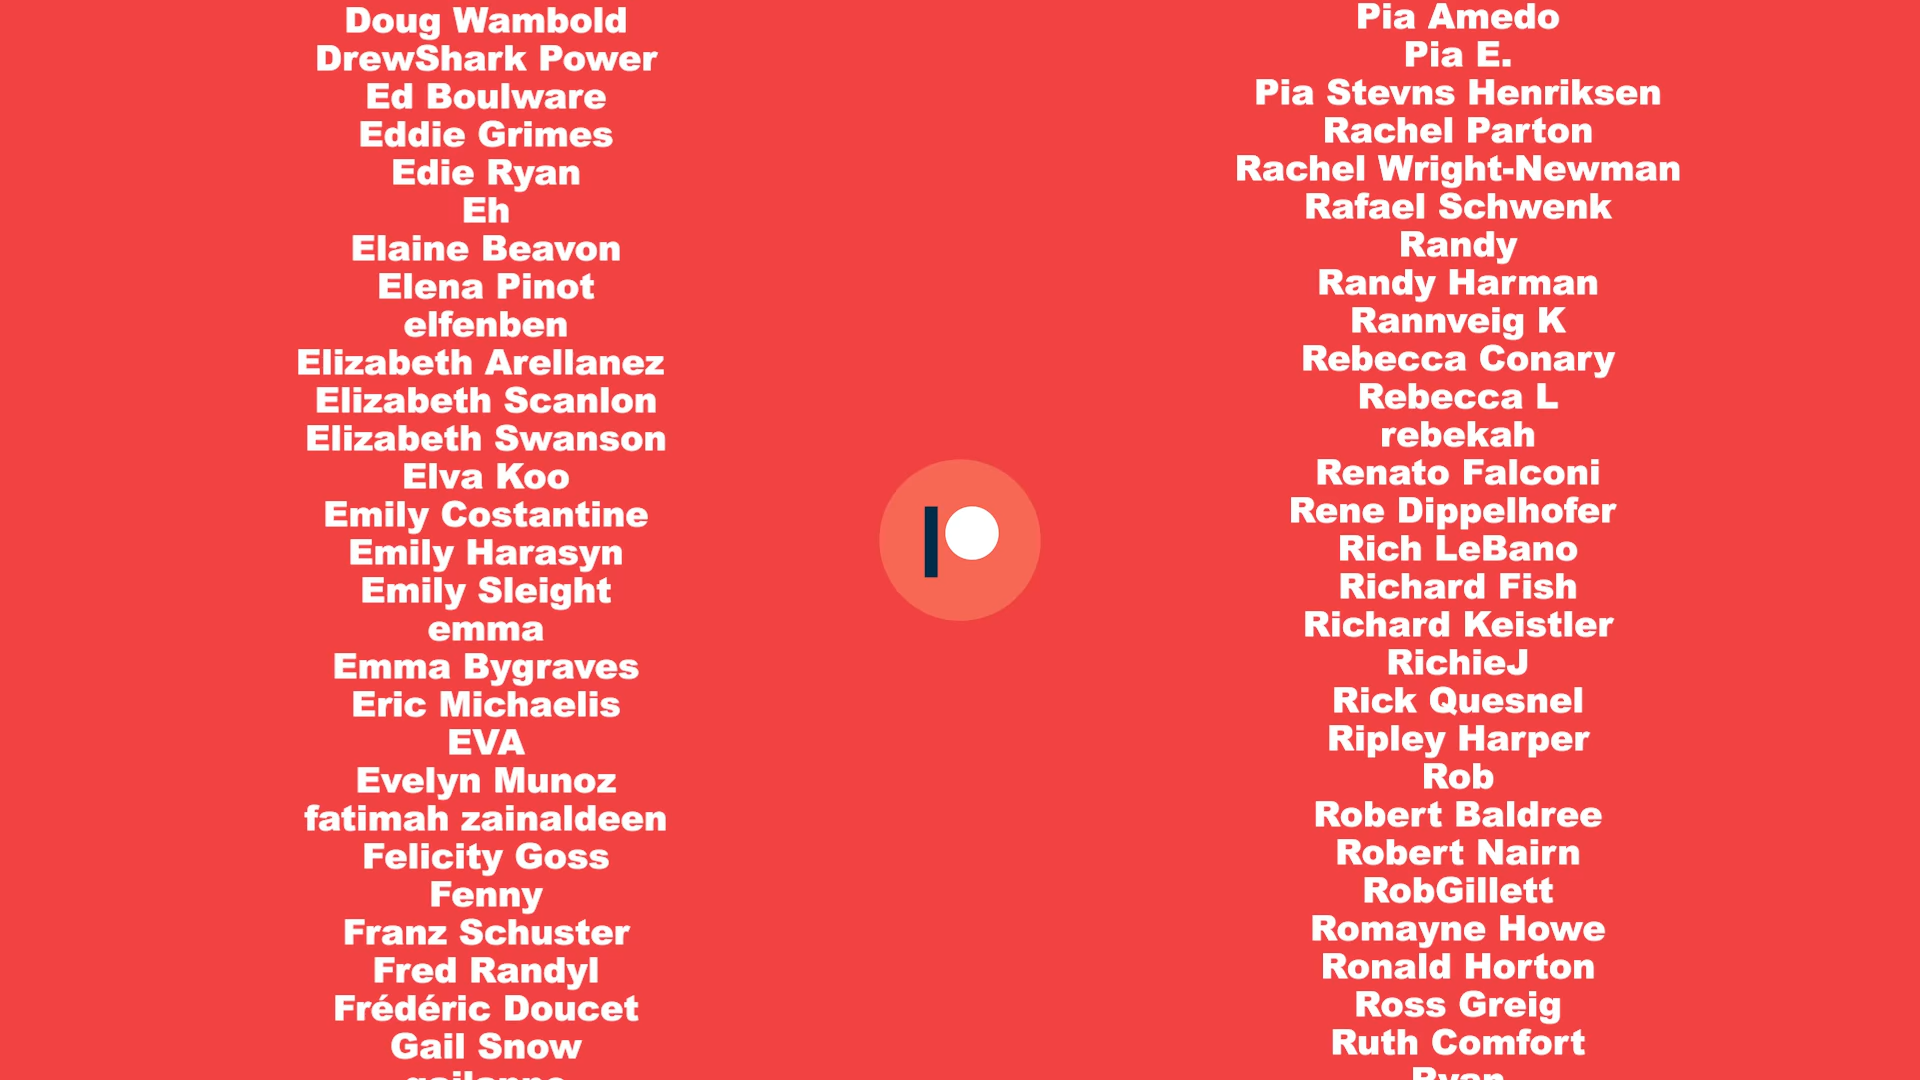 Doug Wambold
DrewShark Power
Ed Boulware
Eddie Grimes
Edie Ryan
Eh
Elaine Beavon
Elena Pinot
elfenben
Elizabeth Arellanez
Elizabeth Scanlon
Elizabeth Swanson
Elva Koo
Emily Costantine
Emily Harasyn
Emily Sleight
emma
Emma Bygraves
Eric Michaelis
EVA
Evelyn Munoz
fatimah zainaldeen
Felicity Goss
Fenny
Franz Schuster
Fred Randyl
Frédéric Doucet
Gail Snow
Pia Amedo
Pia E.
Pia Stevns Henriksen
Rachel Parton
Rachel Wright-Newman
Rafael Schwenk
Randy
Randy Harman
Rannveig K
Rebecca Conary
Rebecca L
rebekah
Renato Falconi
Rene Dippelhofer
Rich LeBano
Richard Fish
Richard Keistler
RichieJ
Rick Quesnel
Ripley Harper
Rob
Robert Baldree
Robert Nairn
RobGillett
Romayne Howe
Ronald Horton
Ross Greig
Ruth Comfort
Ryan